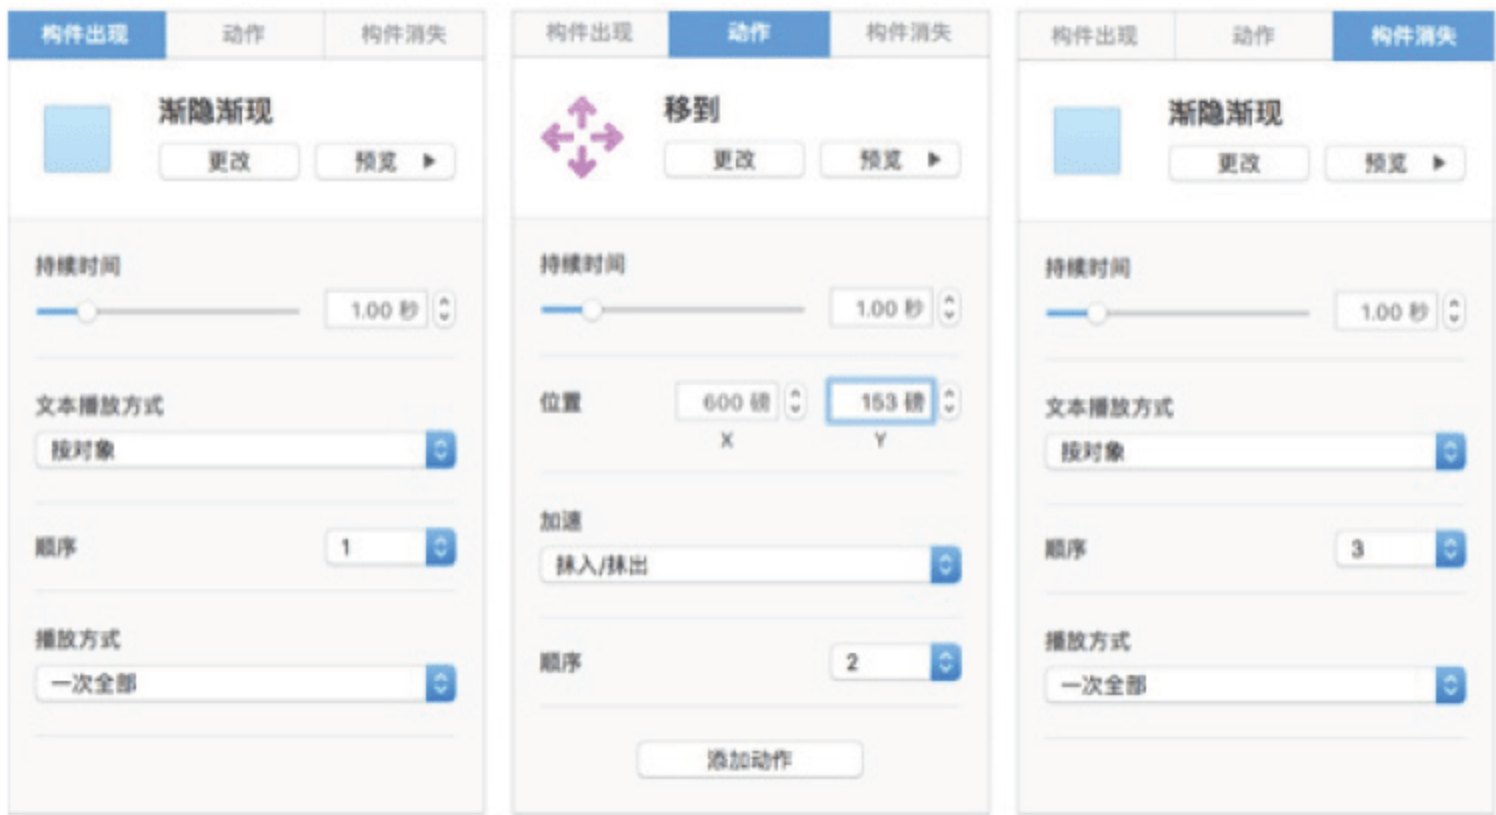 构件出现 动作 构件消失
渐隐渐现
更改 预览
持续时间
1.00 秒
文本播放方式
按对象
顺序 1
播放方式
一次全部
构件出现 动作 构件消失
移到
更改 预览
持续时间
1.00 秒
位置 600 磅 153 磅
X Y
加速
抹入/抹出
顺序 2
添加动作
构件出现 动作 构件消失
渐隐渐现
更改 预览
持续时间
1.00 秒
文本播放方式
按对象
顺序 3
播放方式
一次全部